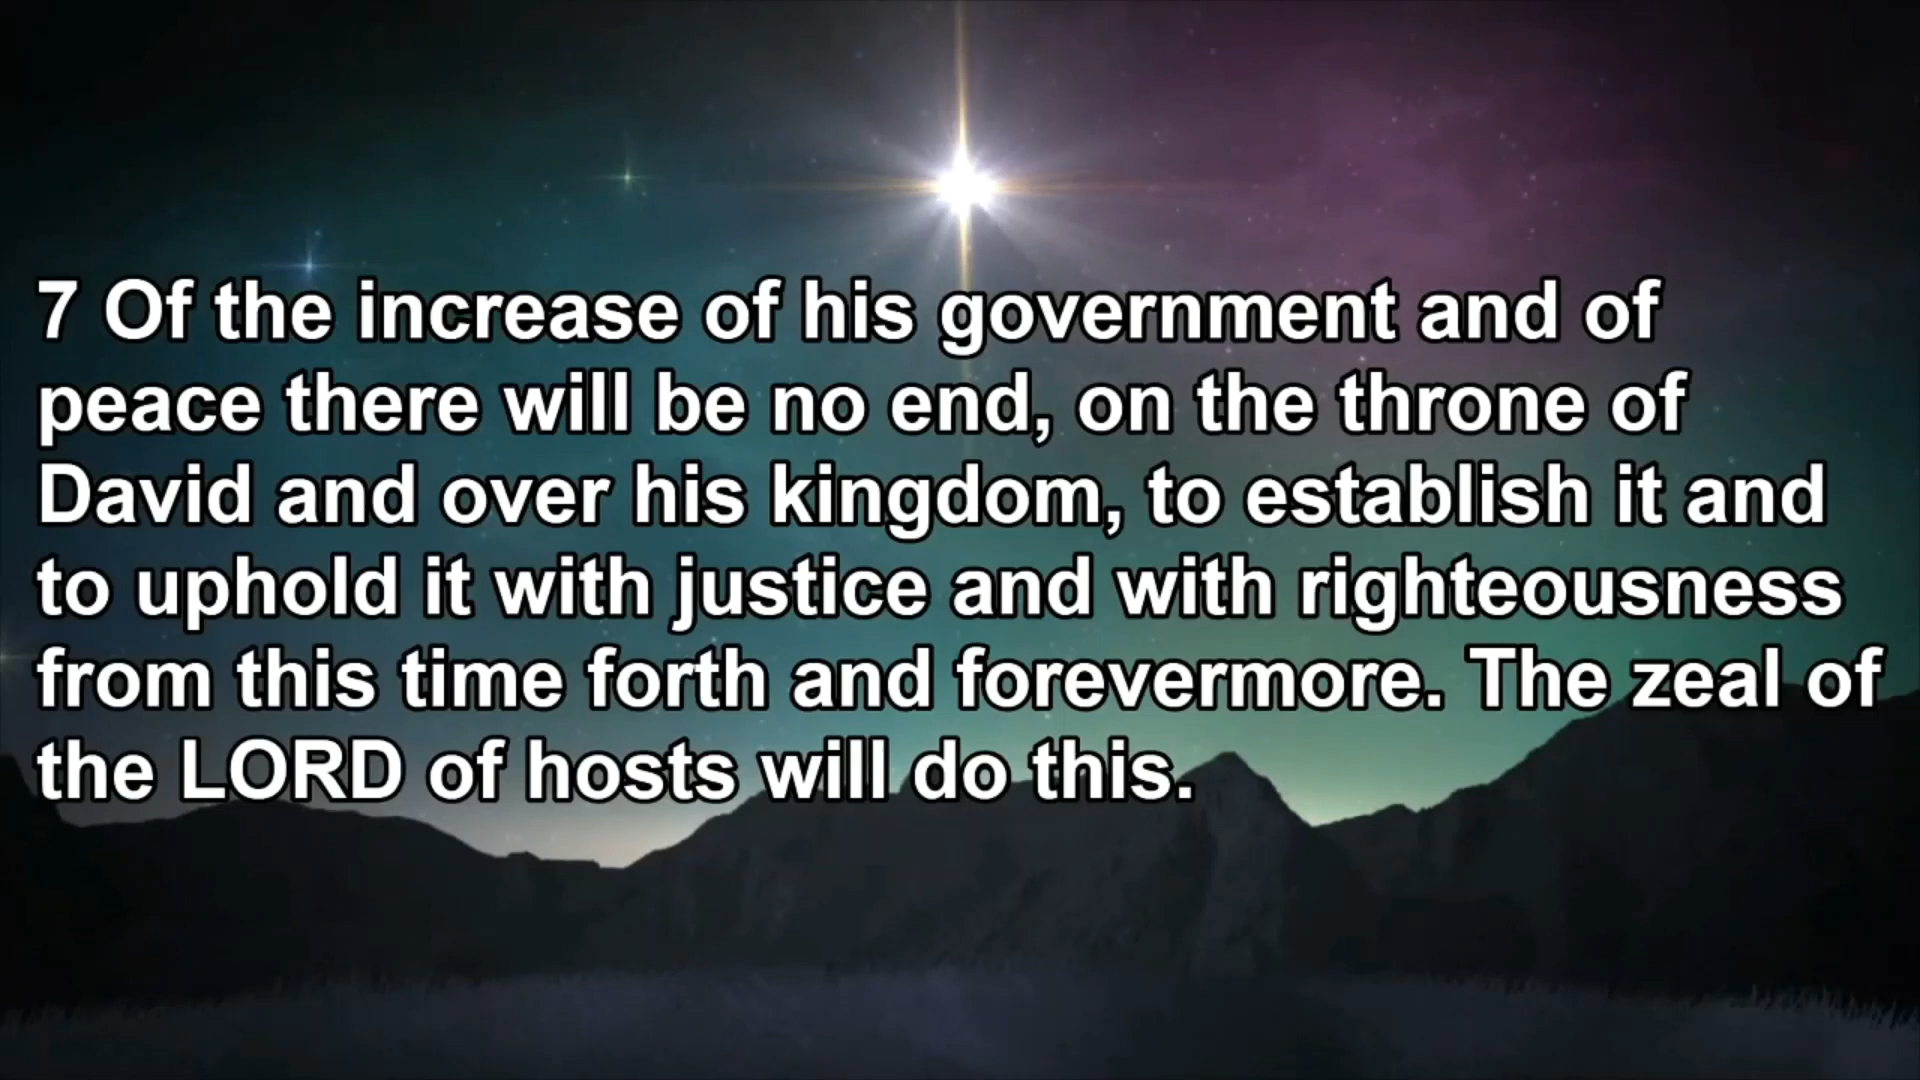 7 Of the increase of his government and of
peace there will be no end, on the throne of
David and over his kingdom, to establish it and
to uphold it with justice and with righteousness
from this time forth and forevermore. The zeal of
the LORD of hosts will do this.